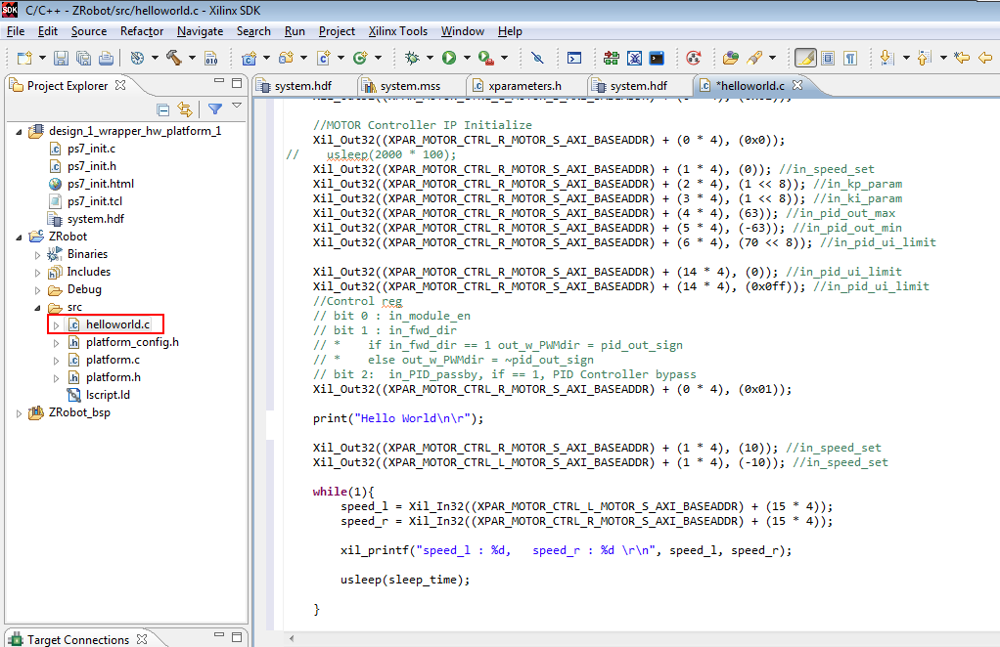 SDK C/C++ - ZRobot/src/helloworld.c - Xilinx SDK
File Edit Source Refactor Navigate Search Run Project Xilinx Tools Window Help
010
Project Explorer
system.hdf
system.mss
xparameters.h
system.hdf
*helloworld.c
design_1_wrapper_hw_platform_1
ps7_init.c
ps7_init.h
ps7_init.html
ps7_init.tcl
system.hdf
ZRobot
Binaries
Includes
Debug
src
helloworld.c
platform_config.h
platform.c
platform.h
lscript.ld
ZRobot_bsp
Target Connections
//MOTOR Controller IP Initialize
Xil_Out32((XPAR_MOTOR_CTRL_R_MOTOR_S_AXI_BASEADDR) + (0 * 4), (0x0));
//    usleep(2000 * 100);
Xil_Out32((XPAR_MOTOR_CTRL_R_MOTOR_S_AXI_BASEADDR) + (1 * 4), (0)); //in_speed_set
Xil_Out32((XPAR_MOTOR_CTRL_R_MOTOR_S_AXI_BASEADDR) + (2 * 4), (1 << 8)); //in_kp_param
Xil_Out32((XPAR_MOTOR_CTRL_R_MOTOR_S_AXI_BASEADDR) + (3 * 4), (1 << 8)); //in_ki_param
Xil_Out32((XPAR_MOTOR_CTRL_R_MOTOR_S_AXI_BASEADDR) + (4 * 4), (63)); //in_pid_out_max
Xil_Out32((XPAR_MOTOR_CTRL_R_MOTOR_S_AXI_BASEADDR) + (5 * 4), (-63)); //in_pid_out_min
Xil_Out32((XPAR_MOTOR_CTRL_R_MOTOR_S_AXI_BASEADDR) + (6 * 4), (70 << 8)); //in_pid_ui_limit
Xil_Out32((XPAR_MOTOR_CTRL_R_MOTOR_S_AXI_BASEADDR) + (14 * 4), (0)); //in_pid_ui_limit
Xil_Out32((XPAR_MOTOR_CTRL_R_MOTOR_S_AXI_BASEADDR) + (14 * 4), (0x0ff)); //in_pid_ui_limit
//Control reg
// bit 0 : in_module_en
// bit 1 : in_fwd_dir
// *    if in_fwd_dir == 1 out_w_PWMdir = pid_out_sign
// *    else out_w_PWMdir = ~pid_out_sign
// bit 2:  in_PID_passby, if == 1, PID Controller bypass
Xil_Out32((XPAR_MOTOR_CTRL_R_MOTOR_S_AXI_BASEADDR) + (0 * 4), (0x01));
print("Hello World\n\r");
Xil_Out32((XPAR_MOTOR_CTRL_R_MOTOR_S_AXI_BASEADDR) + (1 * 4), (10)); //in_speed_set
Xil_Out32((XPAR_MOTOR_CTRL_L_MOTOR_S_AXI_BASEADDR) + (1 * 4), (-10)); //in_speed_set
while(1){
speed_l = Xil_In32((XPAR_MOTOR_CTRL_L_MOTOR_S_AXI_BASEADDR) + (15 * 4));
speed_r = Xil_In32((XPAR_MOTOR_CTRL_R_MOTOR_S_AXI_BASEADDR) + (15 * 4));
xil_printf("speed_l : %d,   speed_r : %d \r\n", speed_l, speed_r);
usleep(sleep_time);
}